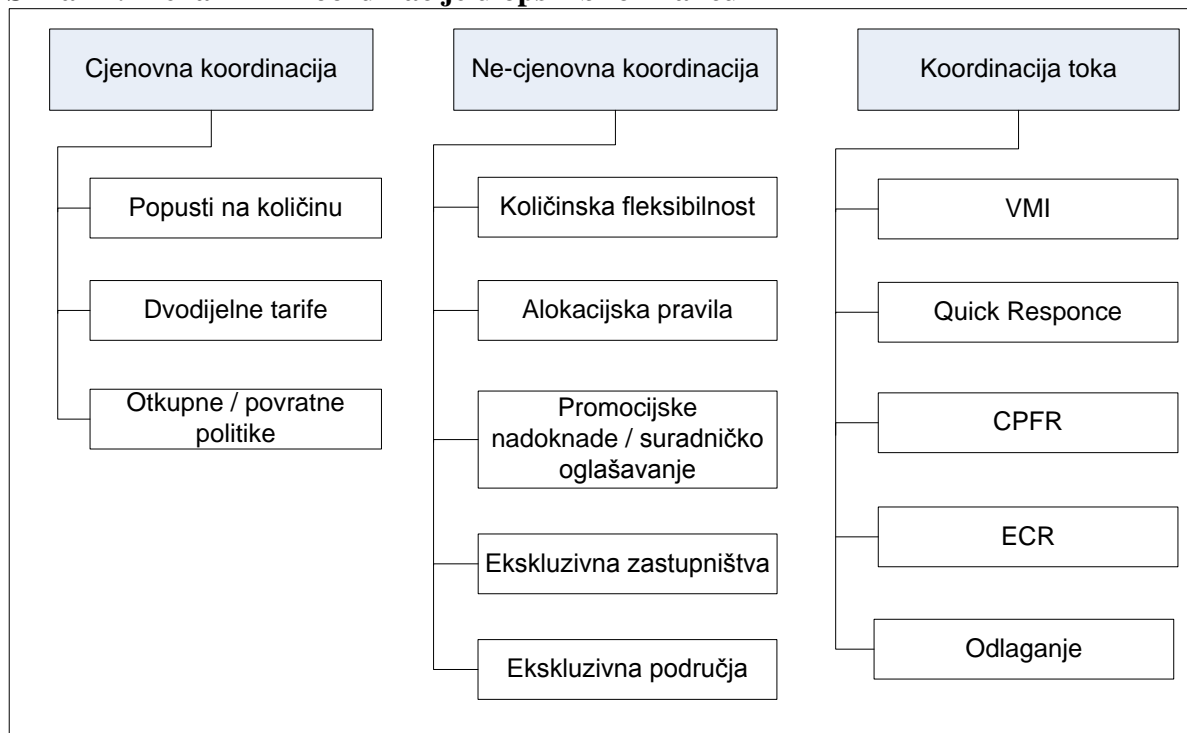 Cjenovna koordinacija
Popusti na količinu
Dvodijelne tarife
Otkupne / povratne
politike
Ne-cjenovna koordinacija
Količinska fleksibilnost
Alokacijska pravila
Promocijske
nadoknade / suradničko
oglašavanje
Ekskluzivna zastupništva
Ekskluzivna područja
Koordinacija toka
VMI
Quick Responce
CPFR
ECR
Odlaganje